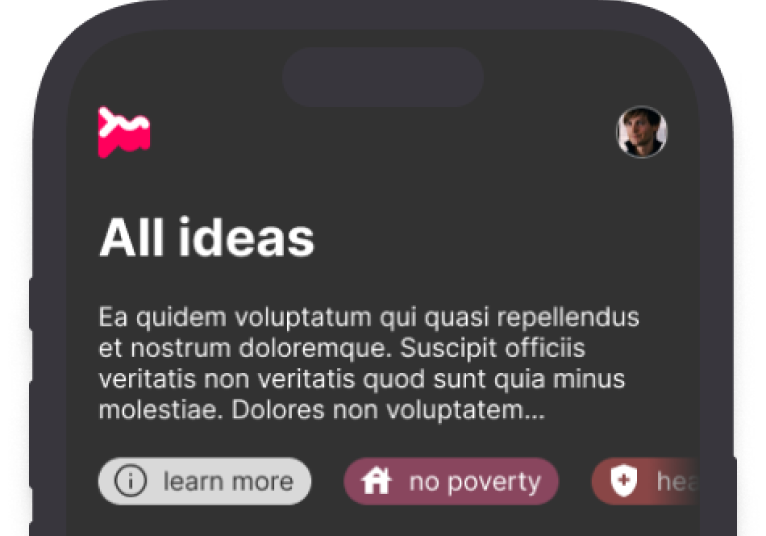 All ideas
Ea quidem voluptatum qui quasi repellendus
et nostrum doloremque. Suscipit officiis
veritatis non veritatis quod sunt quia minus
molestiae. Dolores non voluptatem...
learn more no poverty